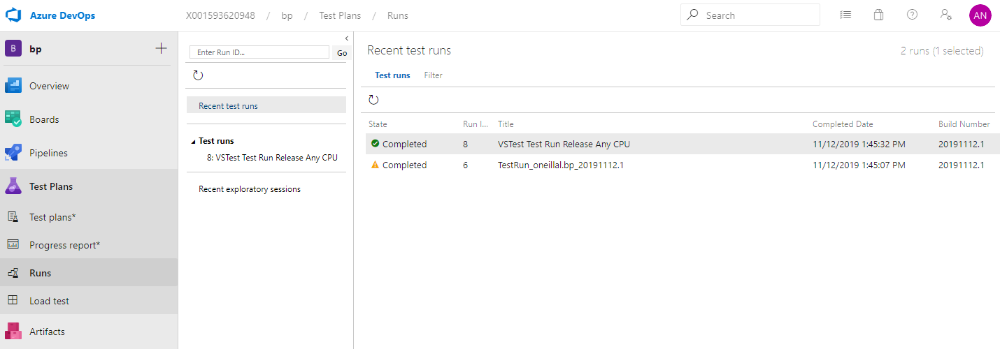 Azure DevOps
X001593620948 / bp / Test Plans / Runs
Search
AN
B bp
Overview
Boards
Pipelines
Test Plans
Test plans*
Progress report*
Runs
Load test
Artifacts
Enter Run ID...
Go
Recent test runs
Test runs
8: VSTest Test Run Release Any CPU
Recent exploratory sessions
Recent test runs
2 runs (1 selected)
Test runs Filter
State Run I... Title Completed Date Build Number
Completed 8 VSTest Test Run Release Any CPU 11/12/2019 1:45:32 PM 20191112.1
Completed 6 TestRun_oneillal.bp_20191112.1 11/12/2019 1:45:07 PM 20191112.1